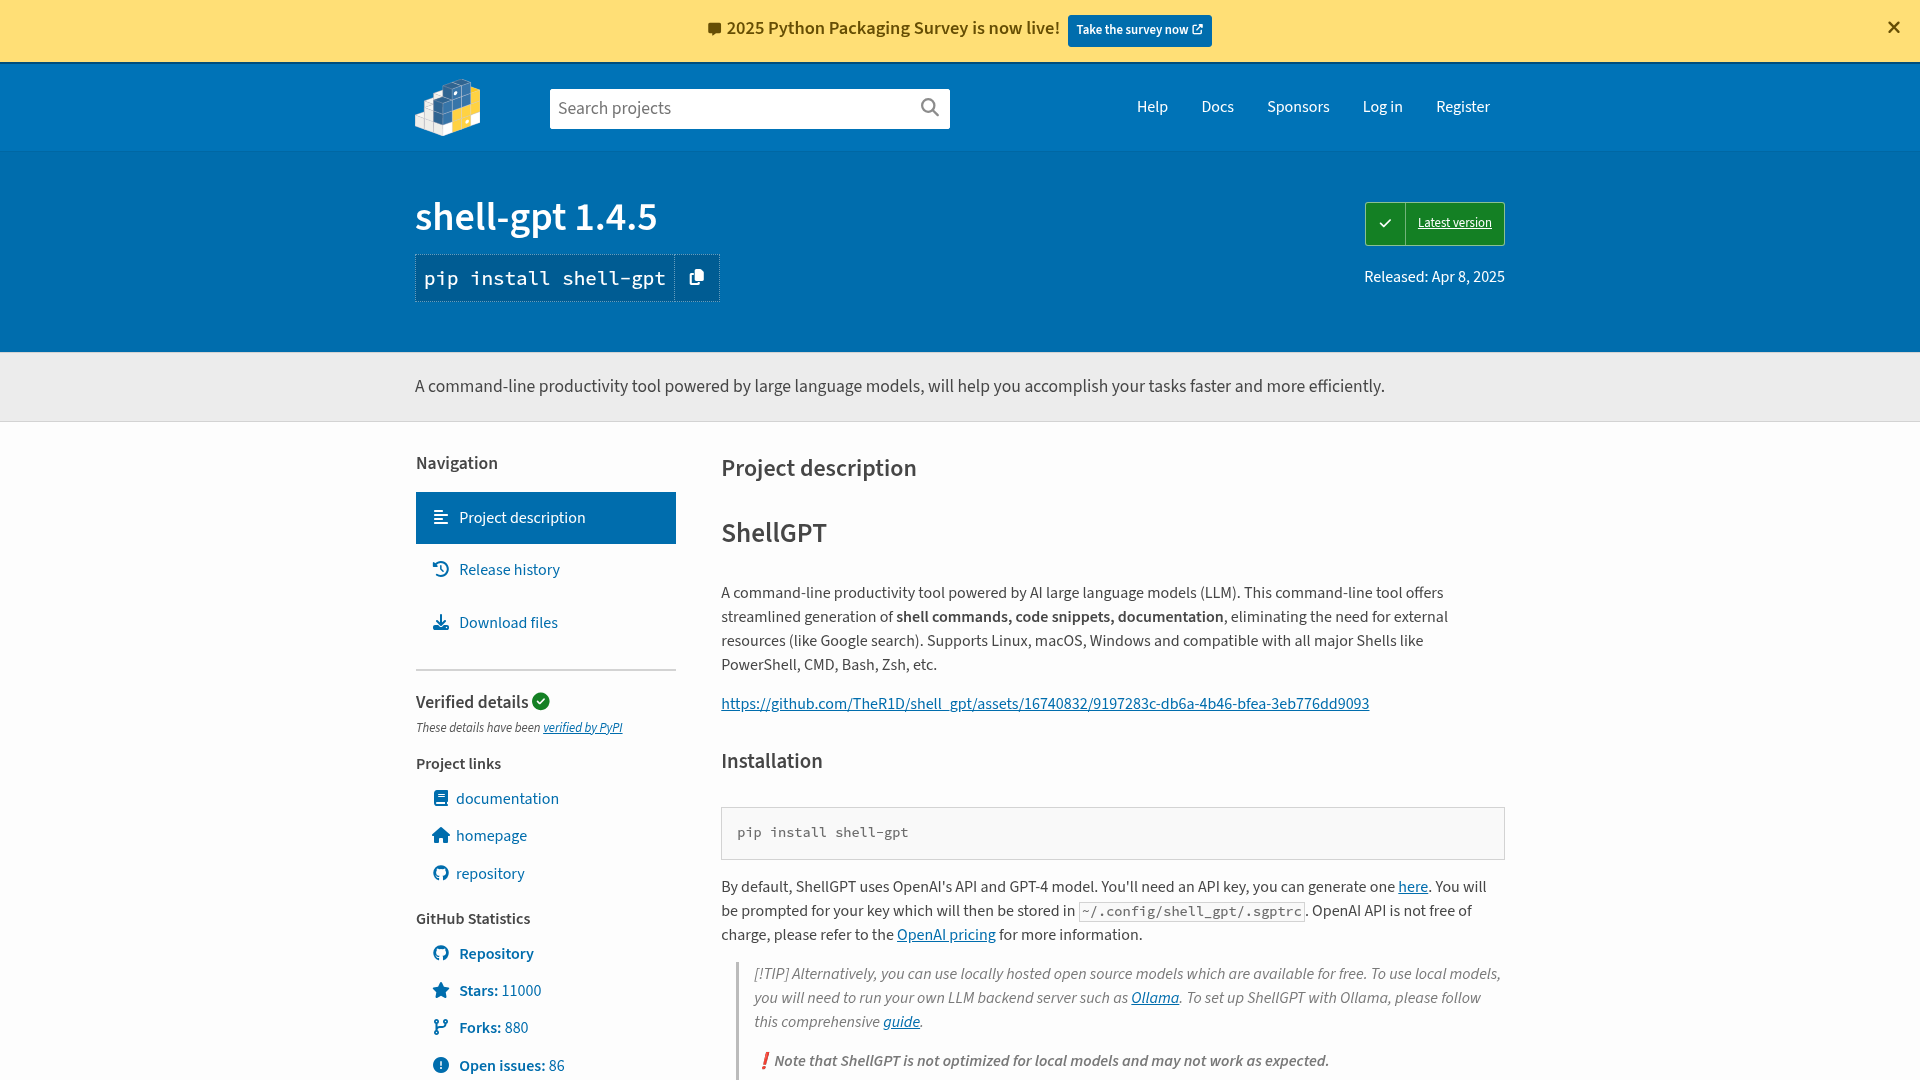 2025 Python Packaging Survey is now live!
Take the survey now
Search projects
Help
Docs
Sponsors
Log in
Register
shell-gpt 1.4.5
pip install shell-gpt
Latest version
Released: Apr 8, 2025
A command-line productivity tool powered by large language models, will help you accomplish your tasks faster and more efficiently.
Navigation
Project description
Release history
Download files
Verified details
These details have been verified by PyPI
Project links
documentation
homepage
repository
GitHub Statistics
Repository
Stars: 11000
Forks: 880
Open issues: 86
Project description
ShellGPT
A command-line productivity tool powered by AI large language models (LLM). This command-line tool offers
streamlined generation of shell commands, code snippets, documentation, eliminating the need for external
resources (like Google search). Supports Linux, macOS, Windows and compatible with all major Shells like
PowerShell, CMD, Bash, Zsh, etc.
https://github.com/TheR1D/shell_gpt/assets/16740832/9197283c-db6a-4b46-bfea-3eb776dd9093
Installation
pip install shell-gpt
By default, ShellGPT uses OpenAI's API and GPT-4 model. You'll need an API key, you can generate one here. You will
be prompted for your key which will then be stored in ~/.config/shell_gpt/.sgptrc. OpenAI API is not free of
charge, please refer to the OpenAI pricing for more information.
[!TIP] Alternatively, you can use locally hosted open source models which are available for free. To use local models,
you will need to run your own LLM backend server such as Ollama. To set up ShellGPT with Ollama, please follow
this comprehensive guide.
❗Note that ShellGPT is not optimized for local models and may not work as expected.